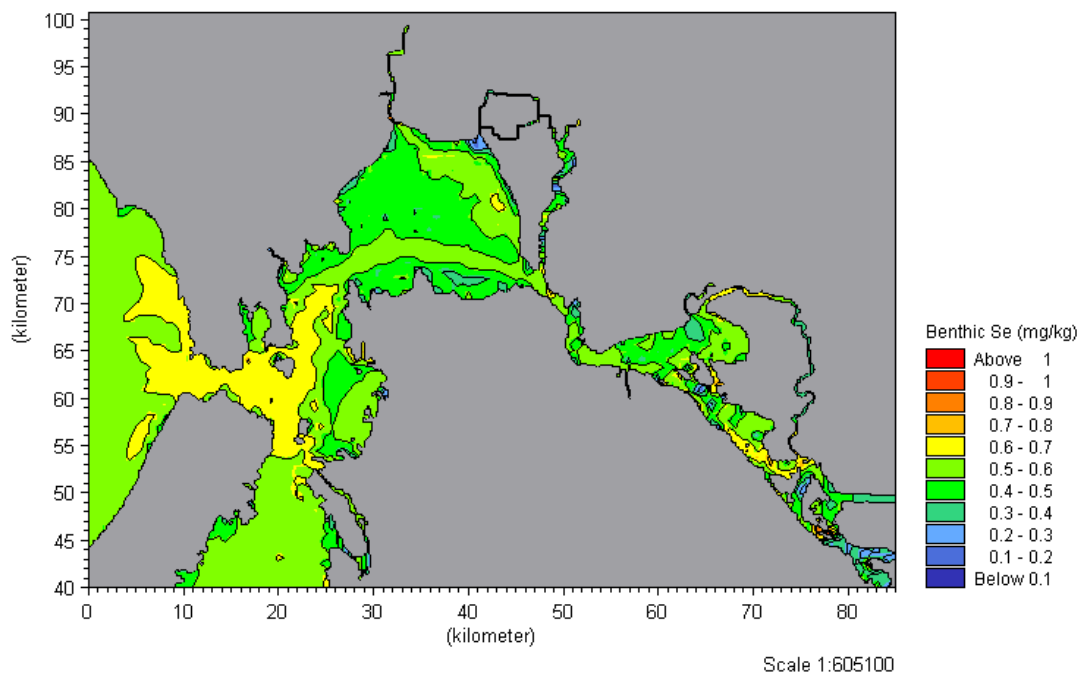 100
95
90
85
80
75
70
65
60
55
50
45
40
(kilometer)
0 10 20 30 40 50 60 70 80
(kilometer)
Scale 1:605100
Benthic Se (mg/kg)
Above 1
0.9 - 1
0.8 - 0.9
0.7 - 0.8
0.6 - 0.7
0.5 - 0.6
0.4 - 0.5
0.3 - 0.4
0.2 - 0.3
0.1 - 0.2
Below 0.1